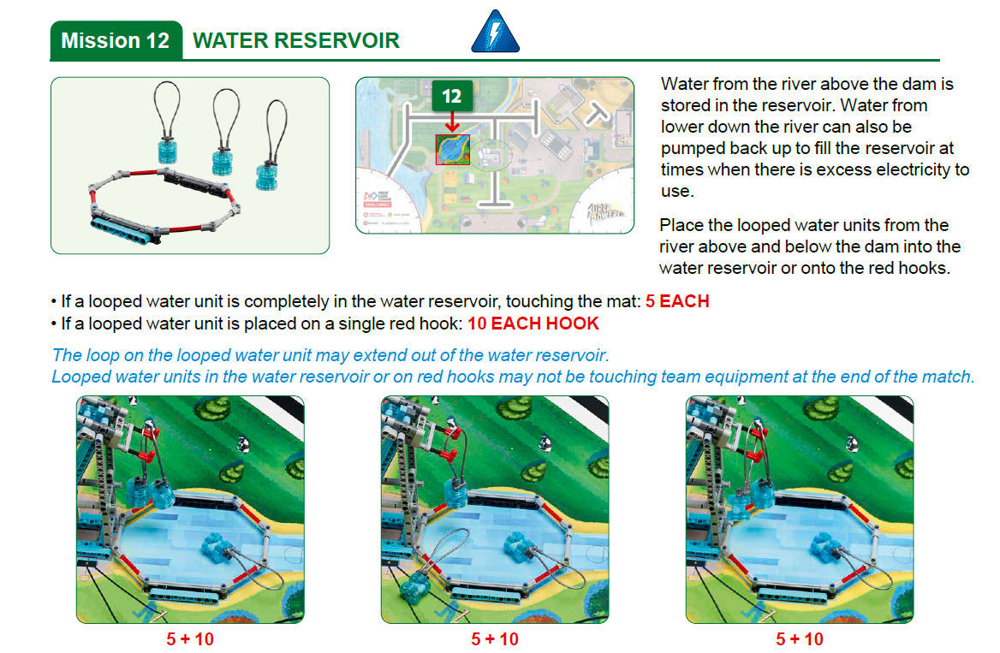 Mission 12 WATER RESERVOIR
12
Water from the river above the dam is
stored in the reservoir. Water from
lower down the river can also be
pumped back up to fill the reservoir at
times when there is excess electricity to
use.
Place the looped water units from the
river above and below the dam into the
water reservoir or onto the red hooks.
• If a looped water unit is completely in the water reservoir, touching the mat: 5 EACH
• If a looped water unit is placed on a single red hook: 10 EACH HOOK
The loop on the looped water unit may extend out of the water reservoir.
Looped water units in the water reservoir or on red hooks may not be touching team equipment at the end of the match.
5 + 10
5 + 10
5 + 10